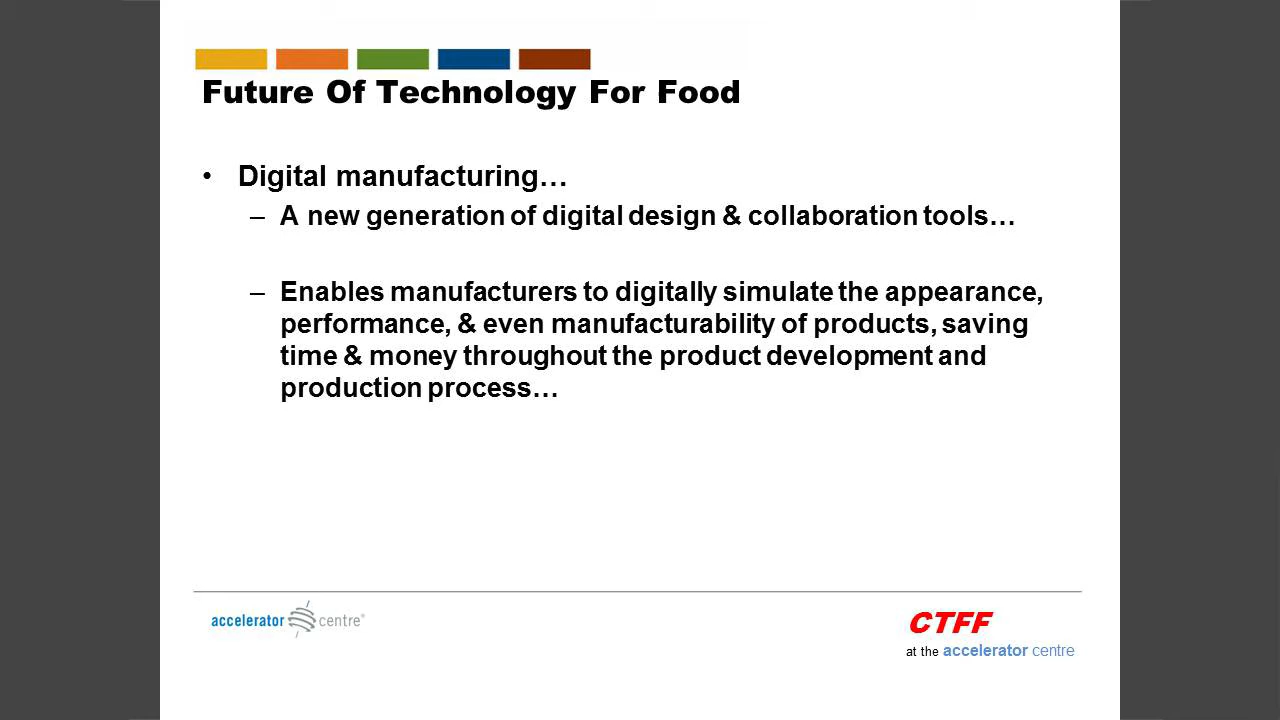 Future Of Technology For Food
• Digital manufacturing…
– A new generation of digital design & collaboration tools…
– Enables manufacturers to digitally simulate the appearance,
performance, & even manufacturability of products, saving
time & money throughout the product development and
production process…
accelerator centre®
CTFF
at the accelerator centre